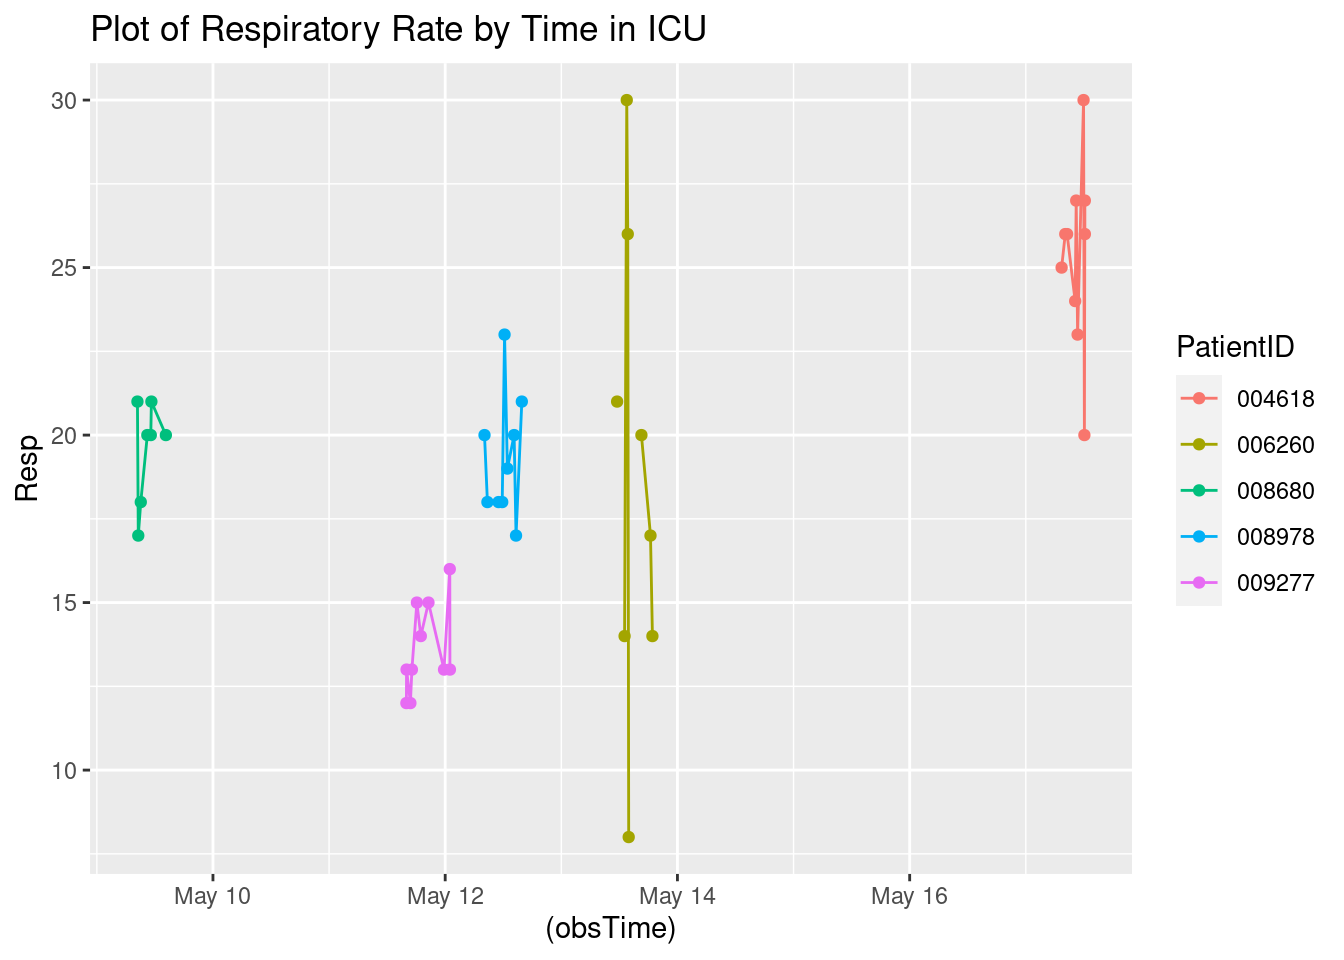 Plot of Respiratory Rate by Time in ICU
Resp
30
25
20
15
10
May 10
May 12
May 14
May 16
(obsTime)
PatientID
004618
006260
008680
008978
009277